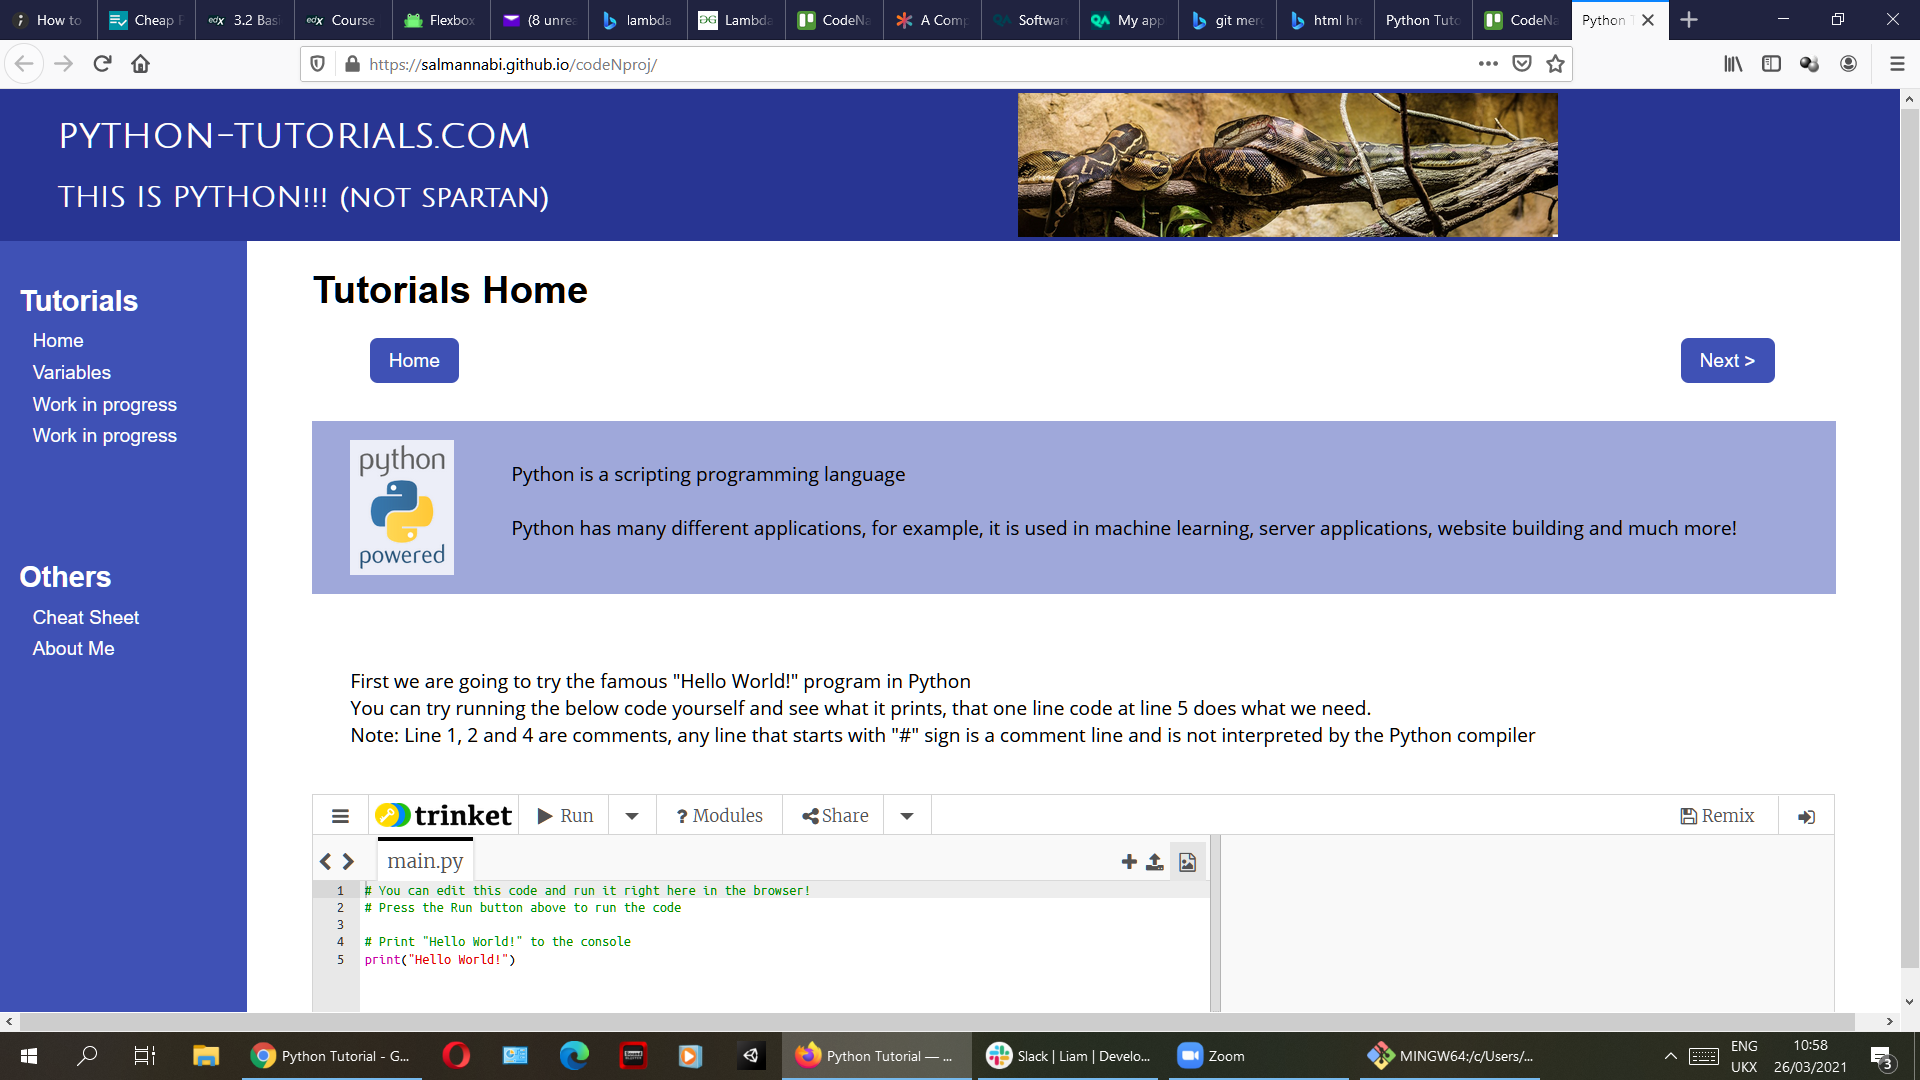 How to
Cheap F
edx 3.2 Bas
edx Course
Flexbox
(8 unrea
lambda
Lambda
CodeNa
A Comp
Softwar
My app
git mer
html hr
Python Tuto
CodeNa
Python T
https://salmannabi.github.io/codeNproj/
PYTHON-TUTORIALS.COM
THIS IS PYTHON!!! (NOT SPARTAN)
Tutorials
Home
Variables
Work in progress
Work in progress
Others
Cheat Sheet
About Me
Tutorials Home
Home
Next >
python
powered
Python is a scripting programming language
Python has many different applications, for example, it is used in machine learning, server applications, website building and much more!
First we are going to try the famous "Hello World!" program in Python
You can try running the below code yourself and see what it prints, that one line code at line 5 does what we need.
Note: Line 1, 2 and 4 are comments, any line that starts with "#" sign is a comment line and is not interpreted by the Python compiler
trinket Run ? Modules Share Remix
main.py
1 # You can edit this code and run it right here in the browser!
2 # Press the Run button above to run the code
3
4 # Print "Hello World!" to the console
5 print("Hello World!")
Python Tutorial - G...
Python Tutorial — ...
Slack | Liam | Develo...
Zoom
MINGW64:/c/Users/...
ENG
UKX
10:58
26/03/2021
3